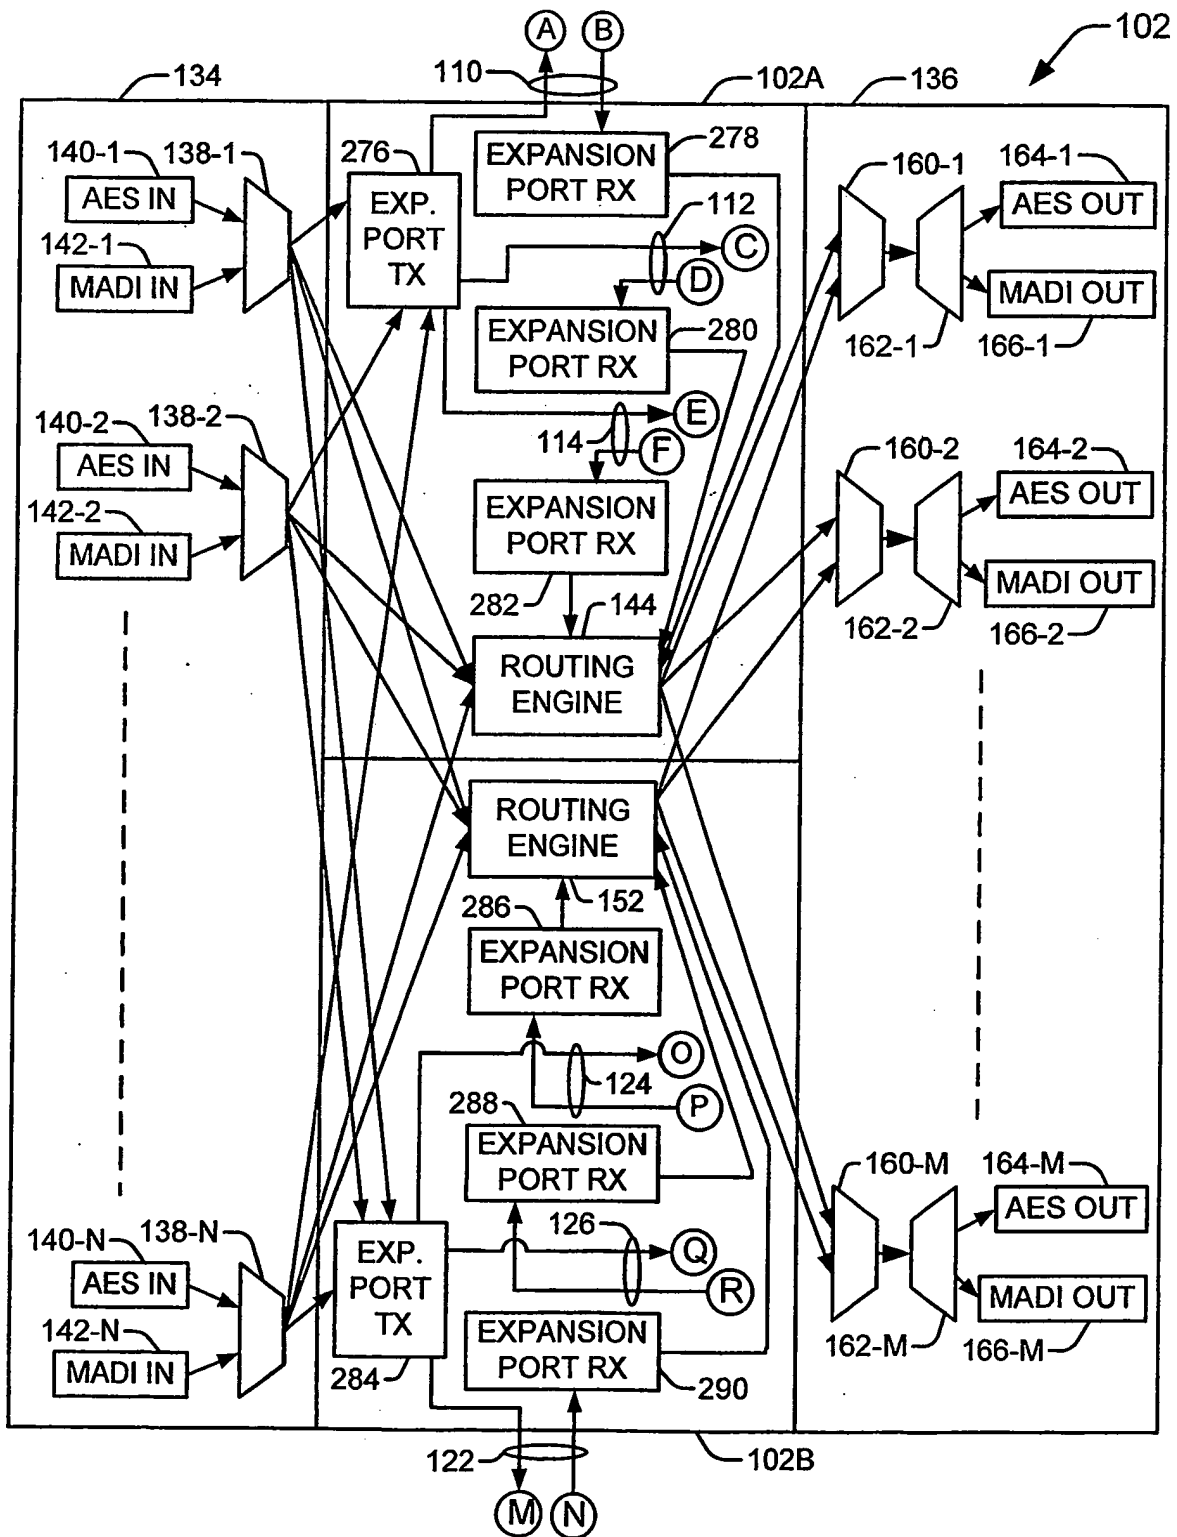 A
B
102
134
110
102A
136
140-1
138-1
276
EXPANSION
PORT RX
278
160-1
164-1
AES IN
AES OUT
EXP.
PORT
TX
112
C
142-1
MADI IN
D
MADI OUT
EXPANSION
PORT RX
280
162-1
166-1
140-2
138-2
E
114
F
160-2
164-2
AES IN
AES OUT
142-2
MADI IN
EXPANSION
PORT RX
MADI OUT
282
144
162-2
166-2
ROUTING
ENGINE
ROUTING
ENGINE
286
152
EXPANSION
PORT RX
O
124
P
288
EXPANSION
PORT RX
160-M
164-M
AES OUT
140-N
138-N
126
Q
AES IN
EXP.
PORT
TX
R
MADI OUT
142-N
MADI IN
EXPANSION
PORT RX
162-M
166-M
284
290
122
102B
M
N